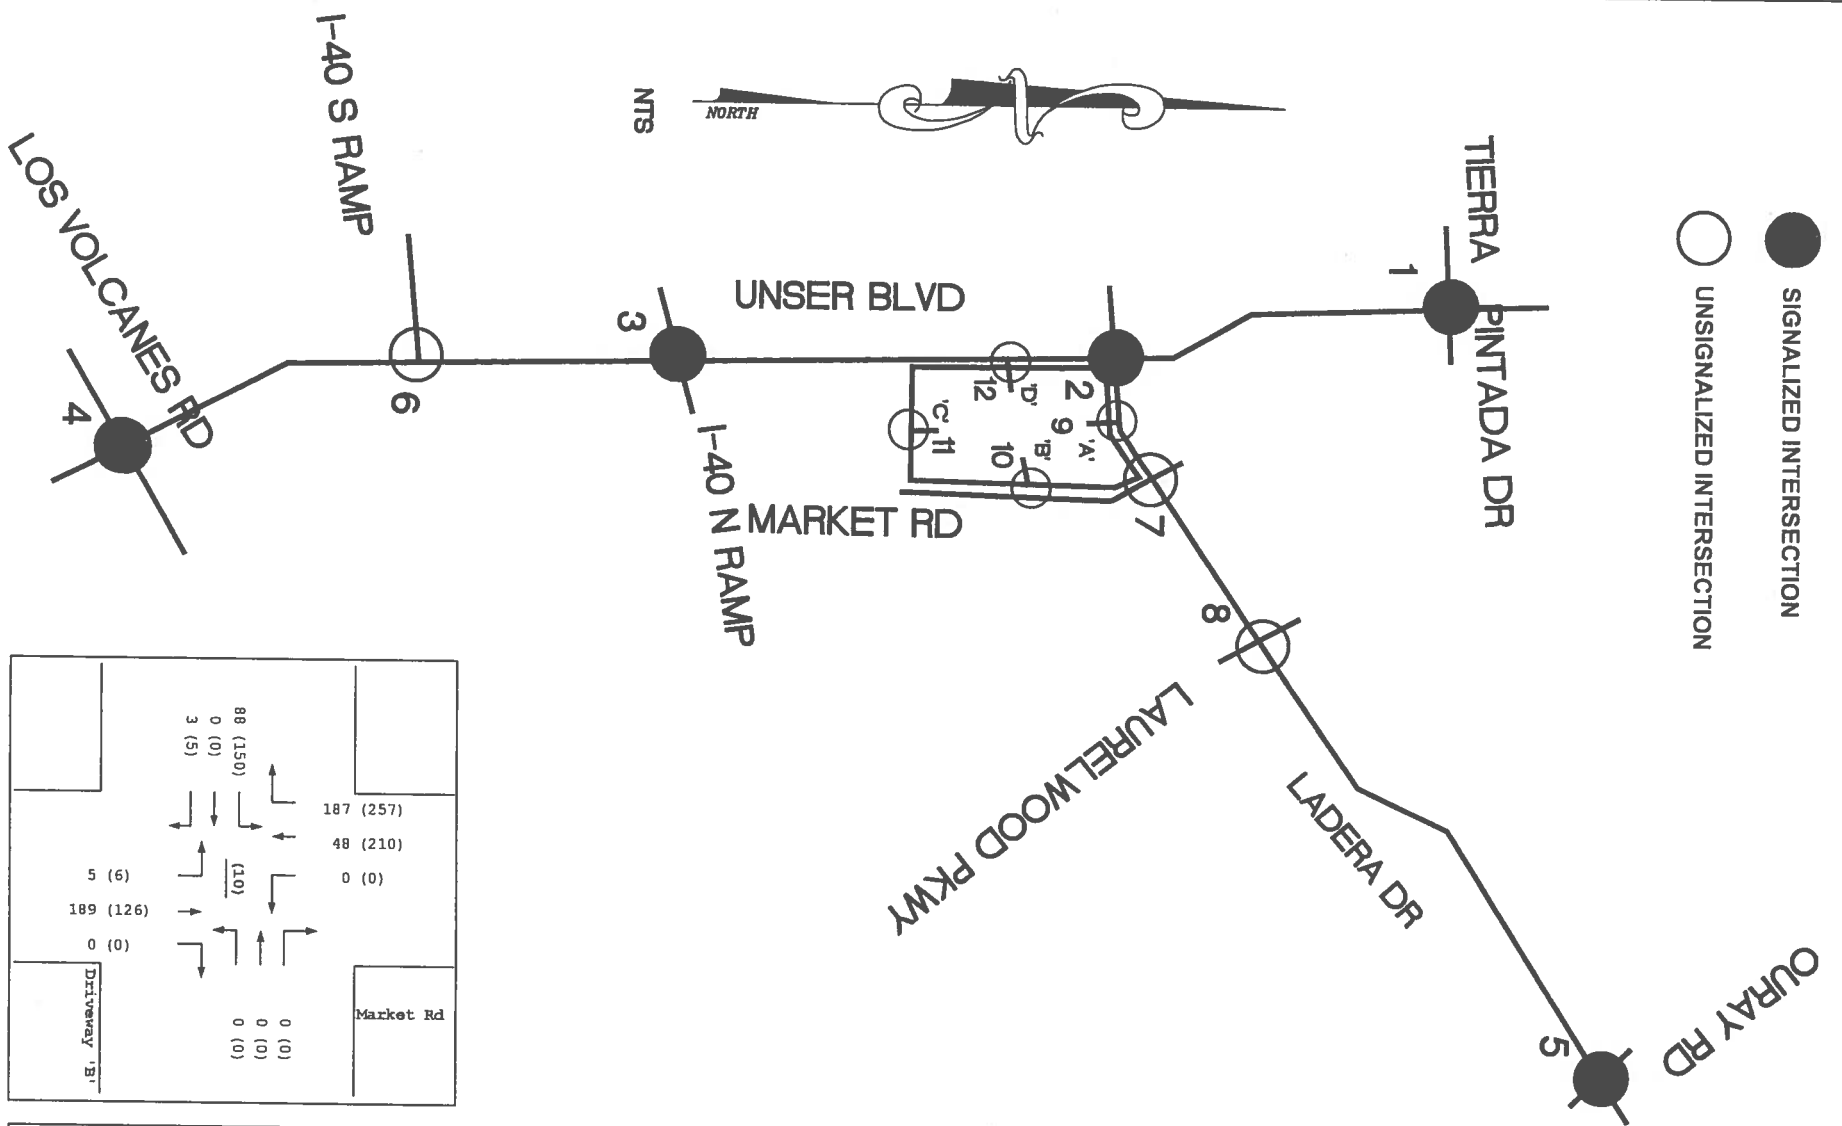 SIGNALIZED INTERSECTION
UNSIGNALIZED INTERSECTION
NORTH
NTS
TIERRA PINTADA DR
1
I-40 S RAMP
LOS VOLCANES RD
UNSER BLVD
3
6
4
2
12
'D'
9
'A'
'C'
11
10
'B'
7
I-40 N RAMP
MARKET RD
8
LAURELWOOD PKWY
LADERA DR
OURAY RD
5
88 (150)
0 (0)
3 (5)
187 (257)
48 (210)
0 (0)
5 (6)
189 (126)
0 (0)
(10)
0 (0)
0 (0)
0 (0)
Market Rd
Driveway 'B'